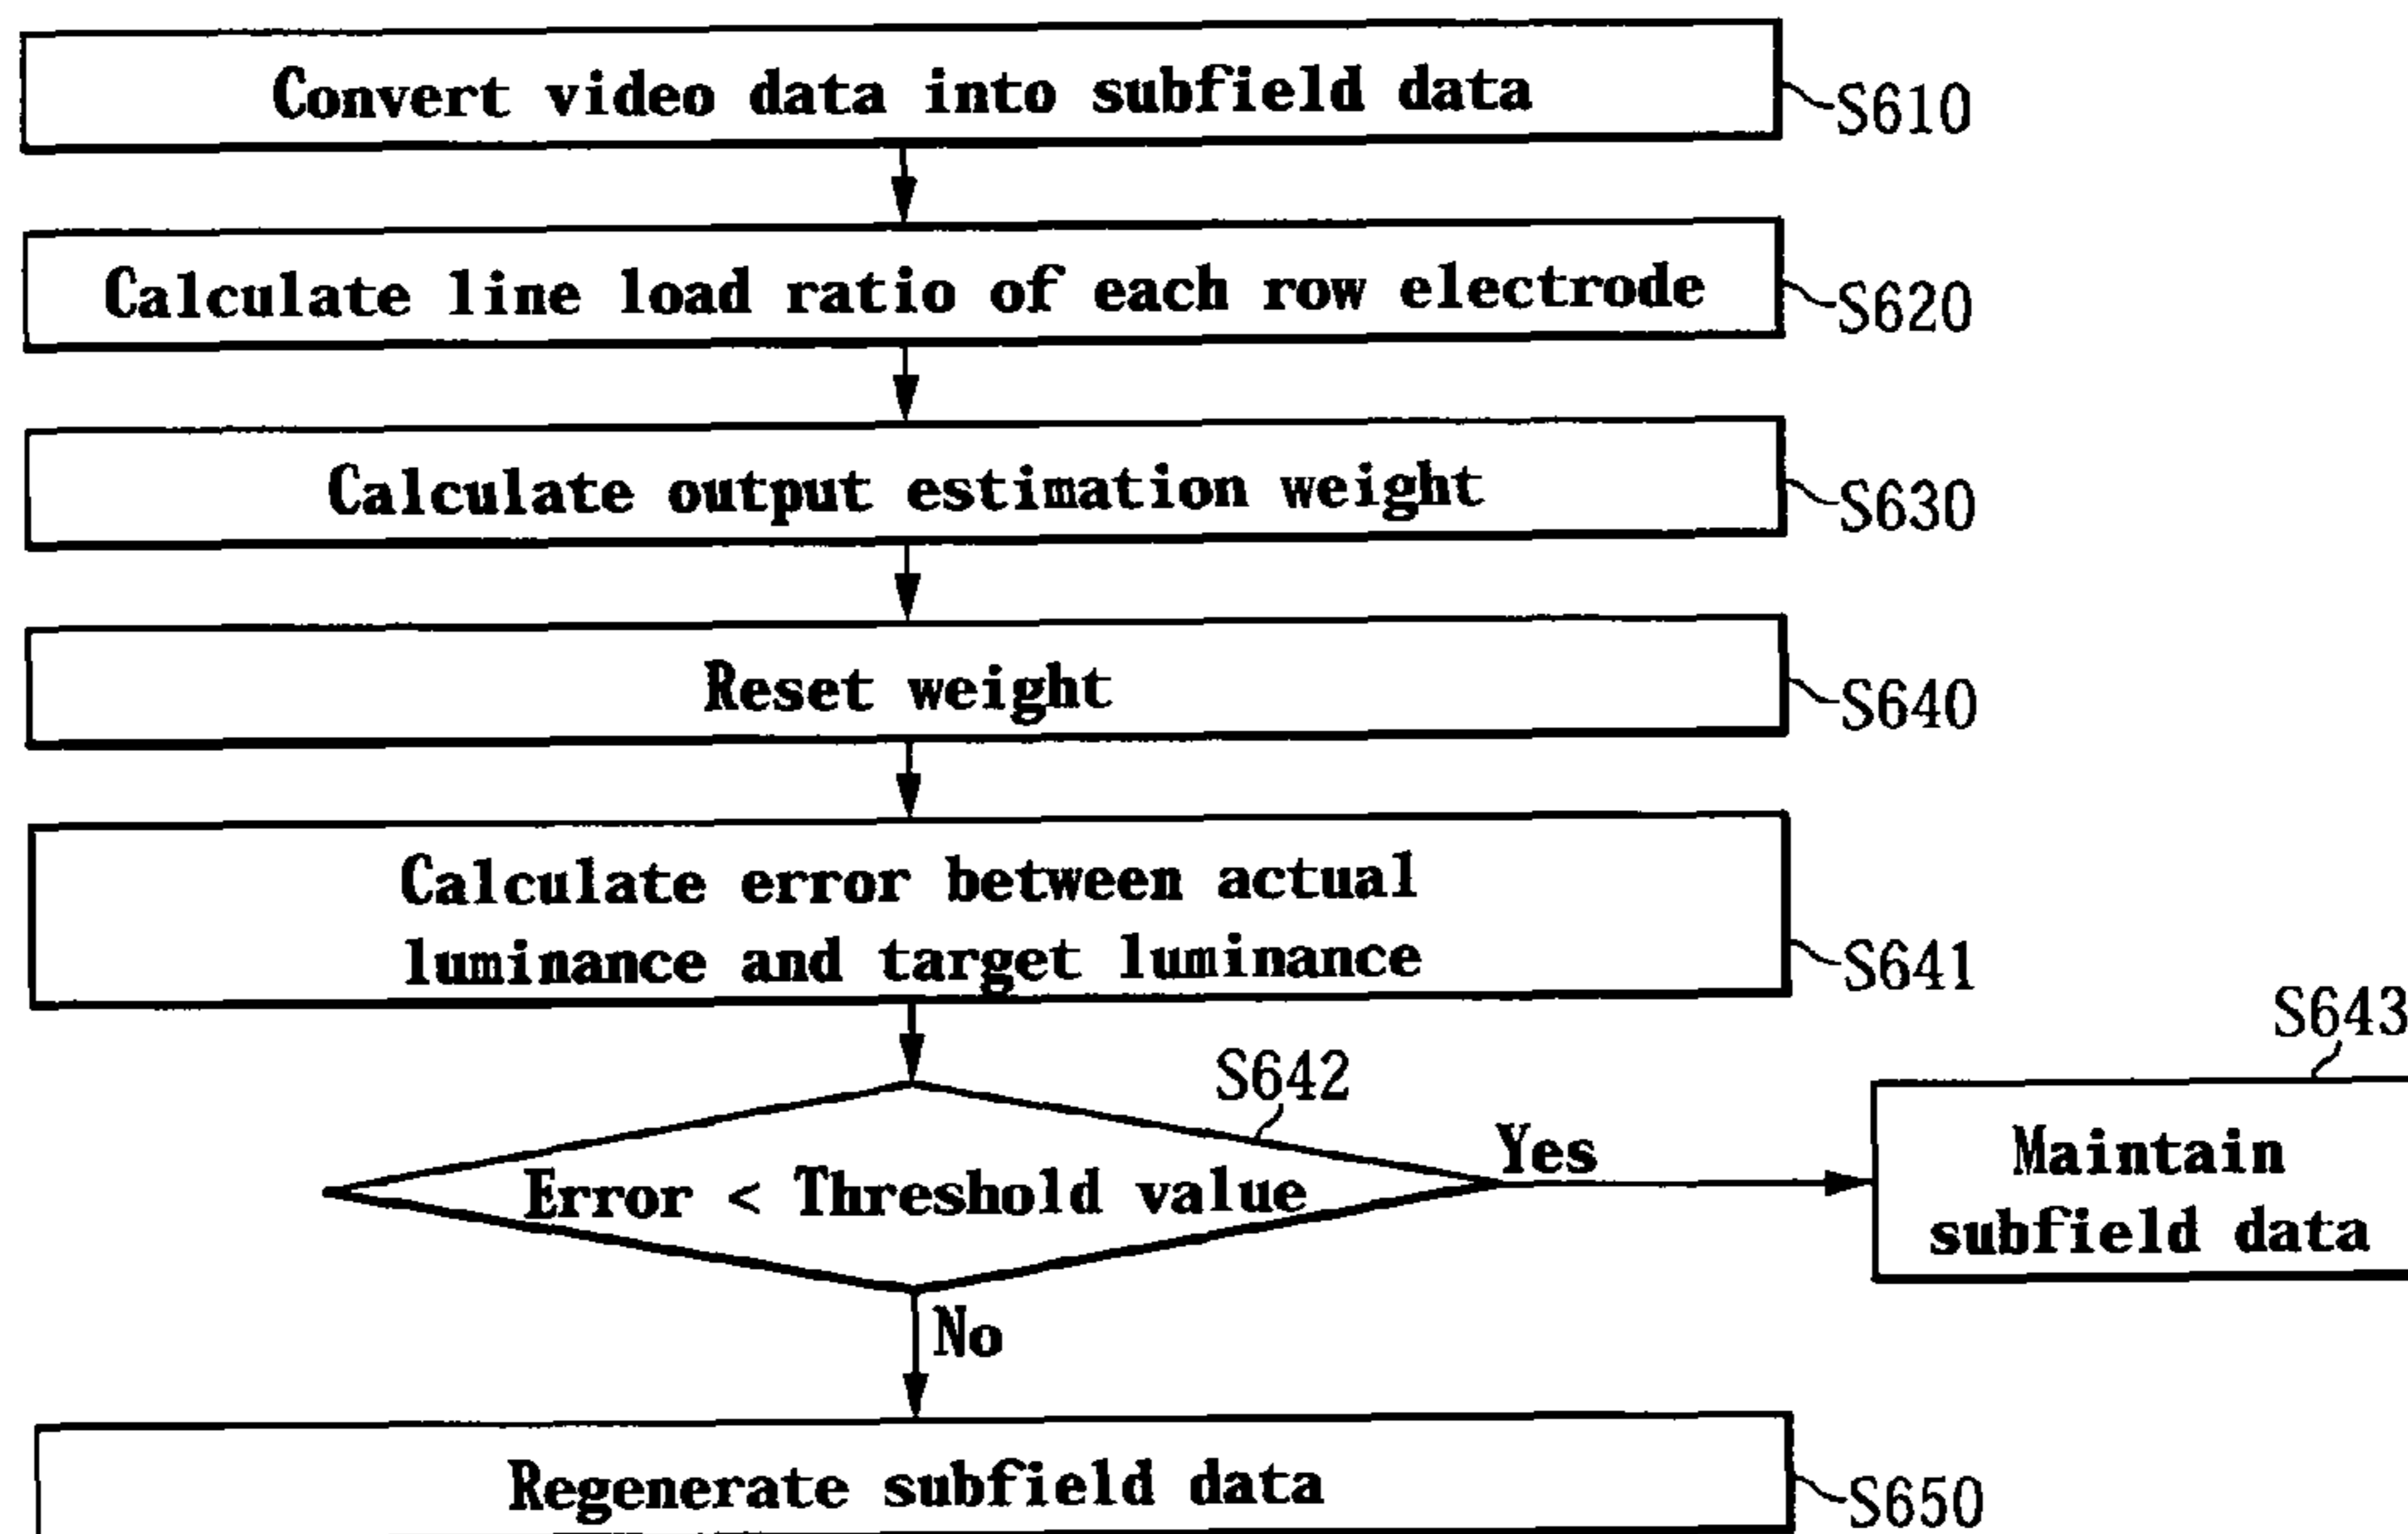 Convert video data into subfield data
S610
Calculate line load ratio of each row electrode
S620
Calculate output estimation weight
S630
Reset weight
S640
Calculate error between actual
luminance and target luminance
S641
S642
Error < Threshold value
Yes
S643
Maintain
subfield data
No
Regenerate subfield data
S650